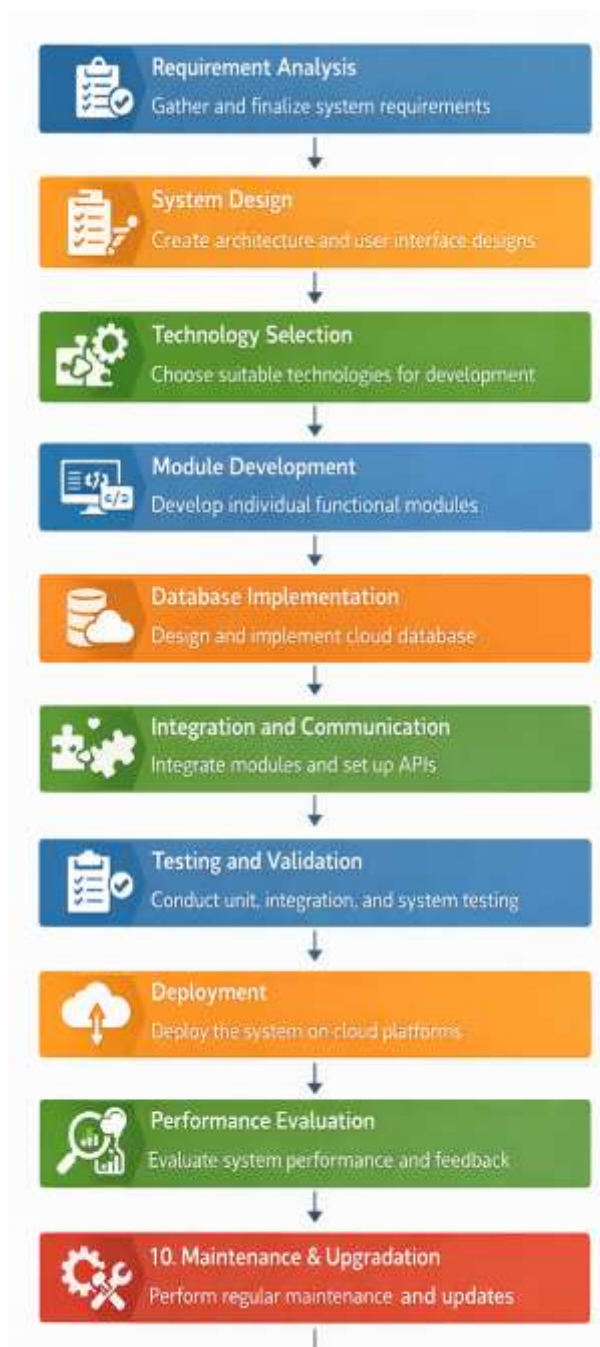 Requirement Analysis
Gather and finalize system requirements
System Design
Create architecture and user interface designs
Technology Selection
Choose suitable technologies for development
Module Development
Develop individual functional modules
Database Implementation
Design and implement cloud database
Integration and Communication
Integrate modules and set up APIs
Testing and Validation
Conduct unit, integration, and system testing
Deployment
Deploy the system on cloud platforms
Performance Evaluation
Evaluate system performance and feedback
10. Maintenance & Upgradation
Perform regular maintenance and updates